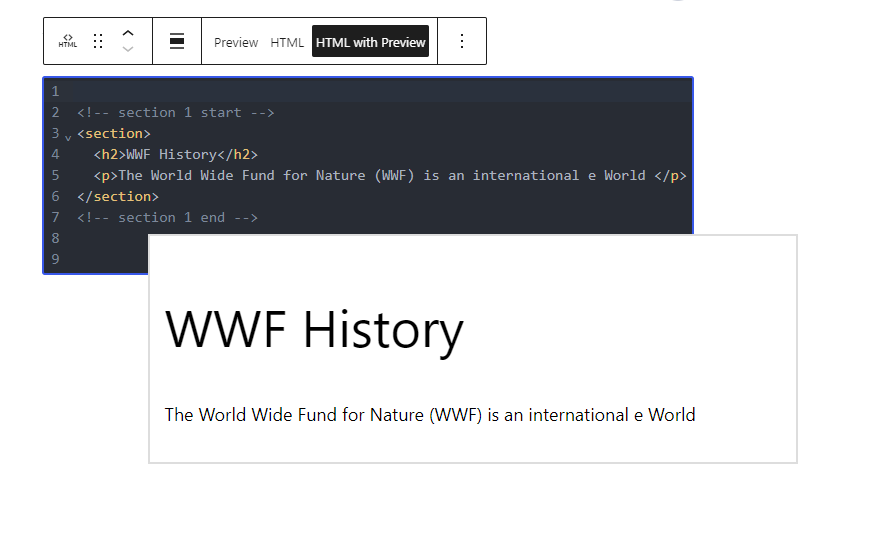 HTML Preview HTML HTML with Preview
1
2 <!-- section 1 start -->
3 <section>
4 <h2>WWF History</h2>
5 <p>The World Wide Fund for Nature (WWF) is an international e World </p>
6 </section>
7 <!-- section 1 end -->
8
9
WWF History
The World Wide Fund for Nature (WWF) is an international e World